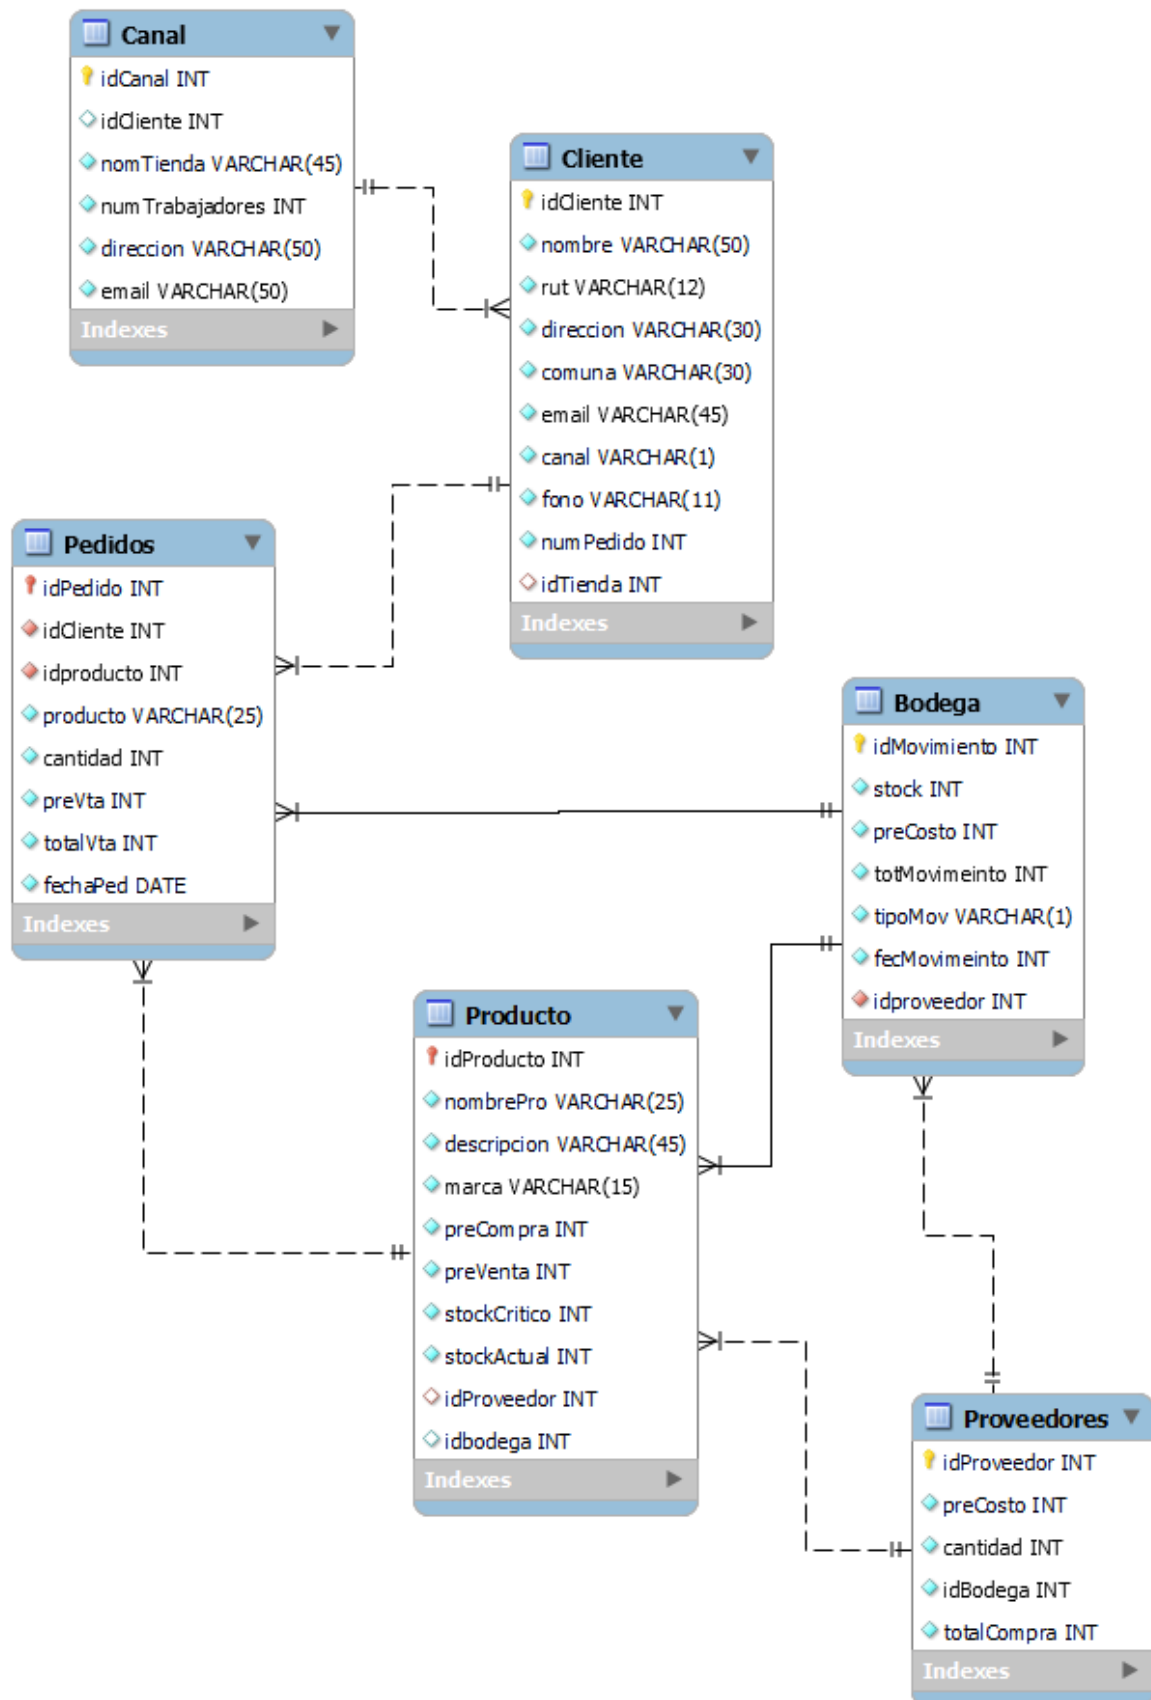 Canal
idCanal INT
idCliente INT
nomTienda VARCHAR(45)
numTrabajadores INT
direccion VARCHAR(50)
email VARCHAR(50)
Indexes
Cliente
idCliente INT
nombre VARCHAR(50)
rut VARCHAR(12)
direccion VARCHAR(30)
comuna VARCHAR(30)
email VARCHAR(45)
canal VARCHAR(1)
fono VARCHAR(11)
numPedido INT
idTienda INT
Indexes
Pedidos
idPedido INT
idCliente INT
idproducto INT
producto VARCHAR(25)
cantidad INT
preVta INT
totalVta INT
fechaPed DATE
Indexes
Bodega
idMovimiento INT
stock INT
preCosto INT
totMovimeinto INT
tipoMov VARCHAR(1)
fecMovimeinto INT
idproveedor INT
Indexes
Producto
idProducto INT
nombrePro VARCHAR(25)
descripcion VARCHAR(45)
marca VARCHAR(15)
preCompra INT
preVenta INT
stockCritico INT
stockActual INT
idProveedor INT
idbodega INT
Indexes
Proveedores
idProveedor INT
preCosto INT
cantidad INT
idBodega INT
totalCompra INT
Indexes